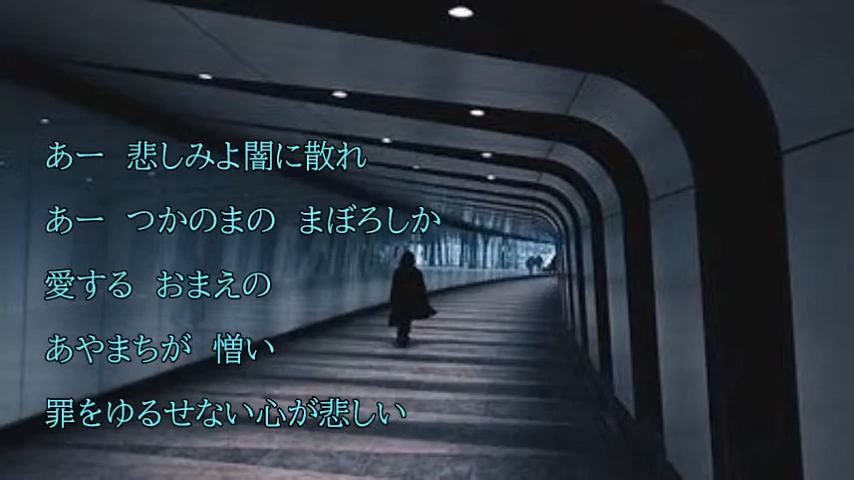 あー　悲しみよ闇に散れ
あー　つかのまの　まぼろしか
愛する　おまえの
あやまちが　憎い
罪をゆるせない心が悲しい